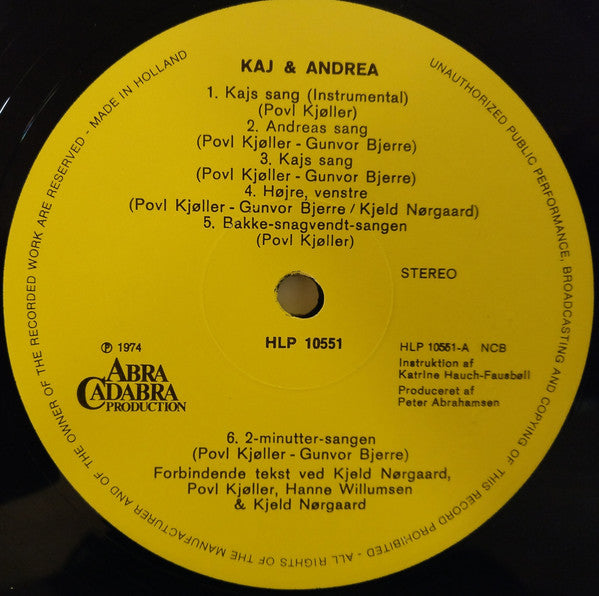 KAJ & ANDREA
1. Kajs sang (Instrumental)
(Povl Kjøller)
2. Andreas sang
(Povl Kjøller - Gunvor Bjerre)
3. Kajs sang
(Povl Kjøller - Gunvor Bjerre)
4. Højre, venstre
(Povl Kjøller - Gunvor Bjerre / Kjeld Nørgaard)
5. Bakke-snagvendt-sangen
(Povl Kjøller)
STEREO
HLP 10551
℗ 1974
ABRA
CADABRA
PRODUCTION
HLP 10551-A NCB
Instruktion af
Katrine Hauch-Fausbøll
Produceret af
Peter Abrahamsen
6. 2-minutter-sangen
(Povl Kjøller - Gunvor Bjerre)
Forbindende tekst ved Kjeld Nørgaard,
Povl Kjøller, Hanne Willumsen
& Kjeld Nørgaard
UNAUTHORIZED PUBLIC PERFORMANCE, BROADCASTING AND COPYING OF THIS RECORD PROHIBITED - ALL RIGHTS OF THE MANUFACTURER AND OF THE OWNER OF THE RECORDED WORK ARE RESERVED - MADE IN HOLLAND